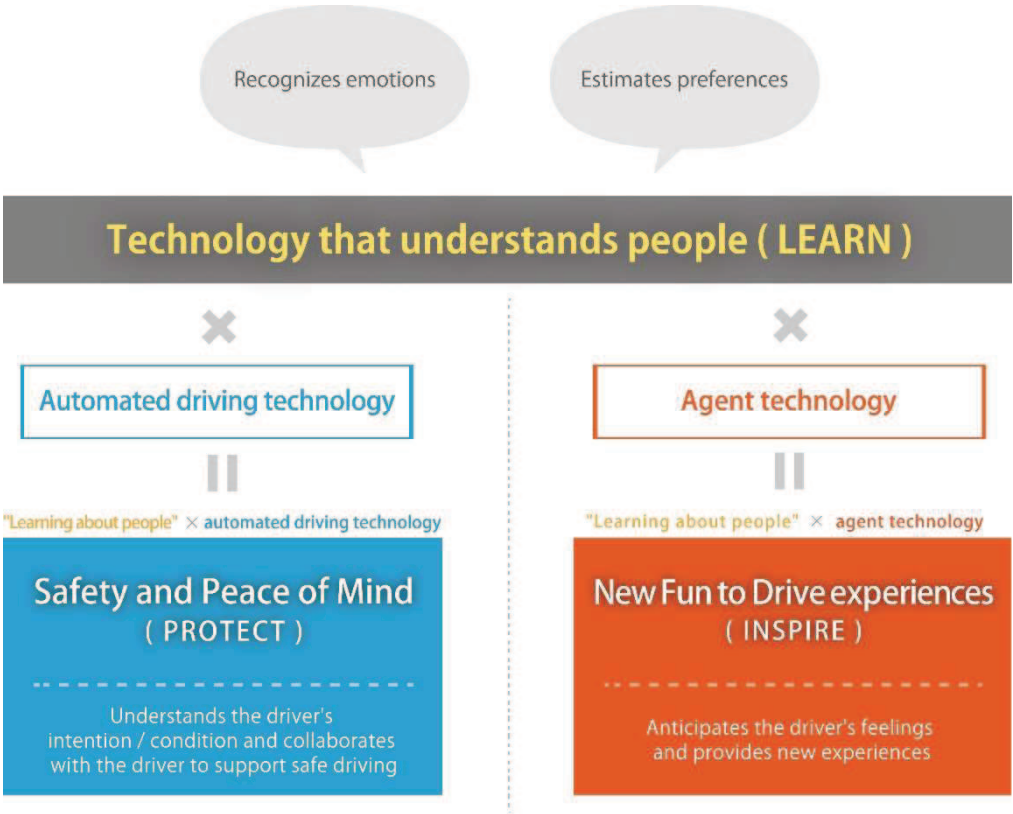 Recognizes emotions
Estimates preferences
Technology that understands people ( LEARN )
×
×
Automated driving technology
Agent technology
"Learning about people" × automated driving technology
"Learning about people" × agent technology
Safety and Peace of Mind
( PROTECT )
Understands the driver's
intention / condition and collaborates
with the driver to support safe driving
New Fun to Drive experiences
( INSPIRE )
Anticipates the driver's feelings
and provides new experiences